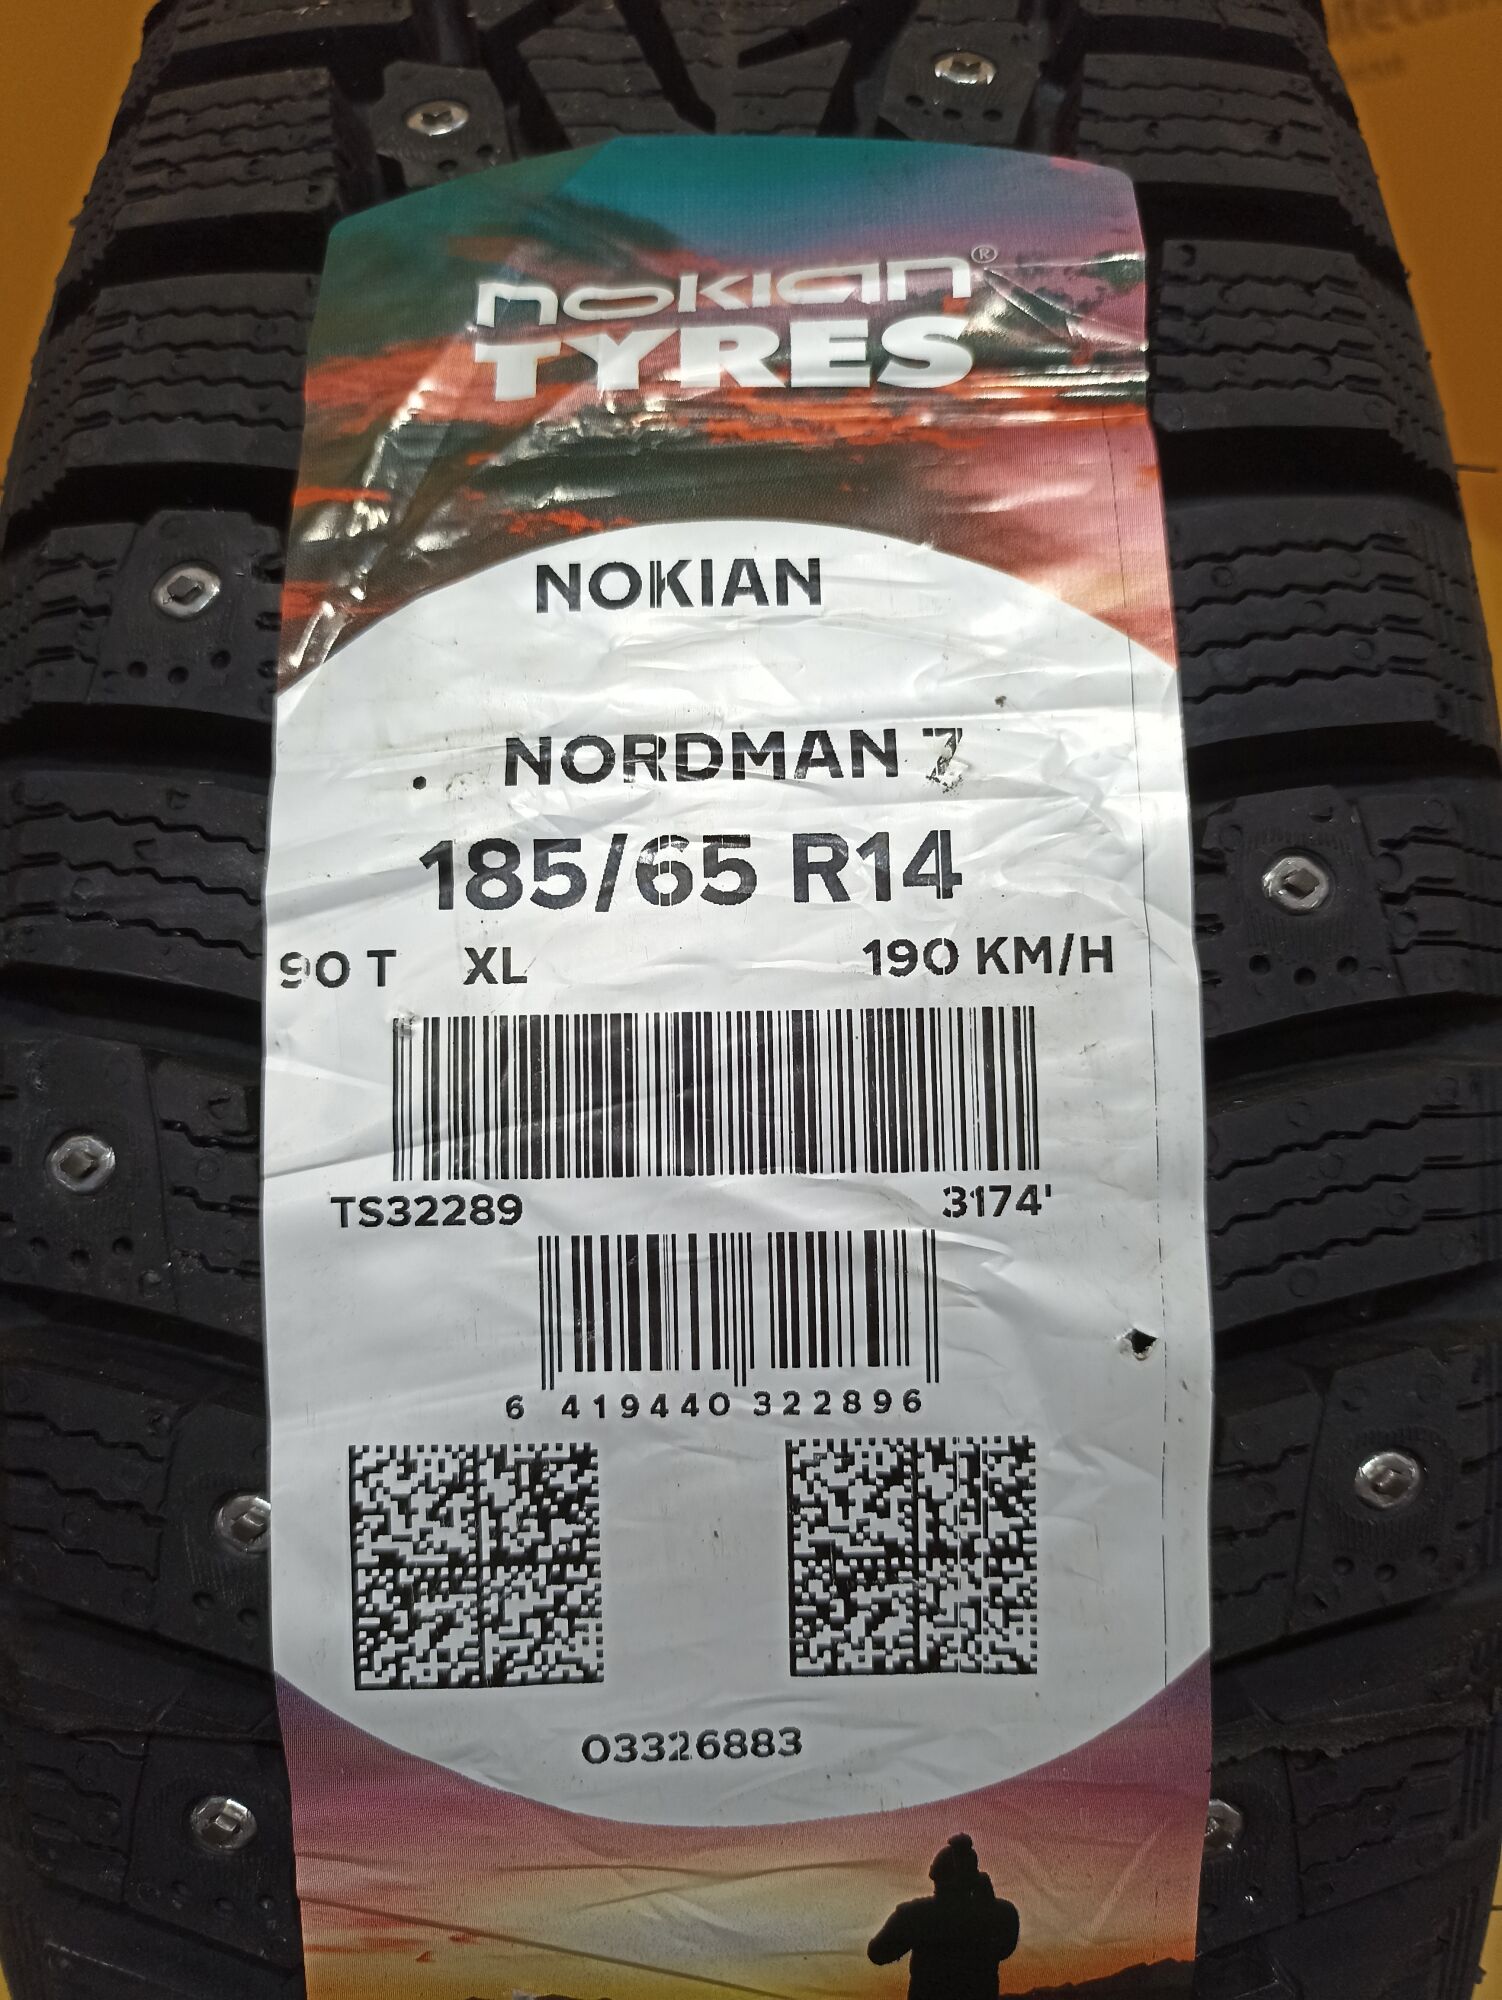 NOKIAN®
TYRES
NOKIAN
NORDMAN 7
185/65 R14
90 T XL 190 KM/H
TS32289 3174'
6 419440 322896
03326883